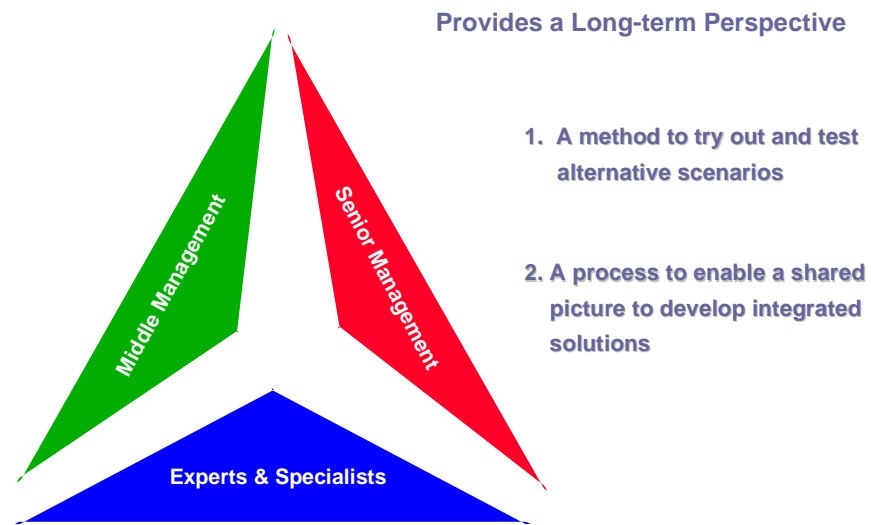 Provides a Long-term Perspective
1. A method to try out and test
alternative scenarios
2. A process to enable a shared
picture to develop integrated
solutions
Middle Management
Senior Management
Experts & Specialists